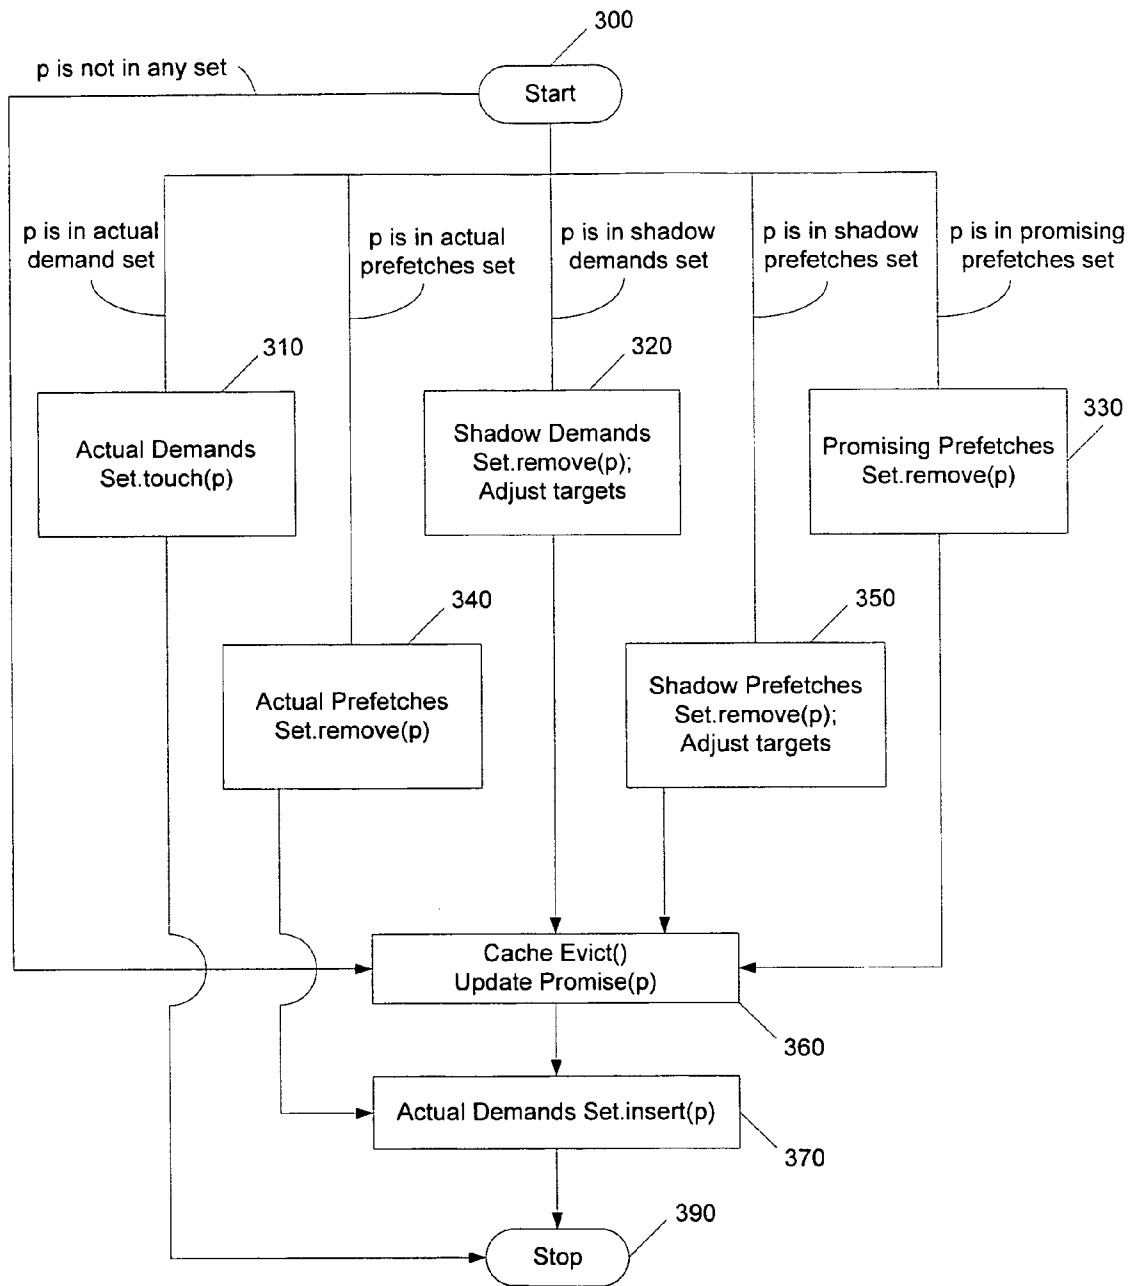 300
p is not in any set
Start
p is in actual
demand set
p is in actual
prefetches set
p is in shadow
demands set
p is in shadow
prefetches set
p is in promising
prefetches set
310
Actual Demands
Set.touch(p)
320
Shadow Demands
Set.remove(p);
Adjust targets
330
Promising Prefetches
Set.remove(p)
340
Actual Prefetches
Set.remove(p)
350
Shadow Prefetches
Set.remove(p);
Adjust targets
Cache Evict()
Update Promise(p)
360
Actual Demands Set.insert(p)
370
390
Stop